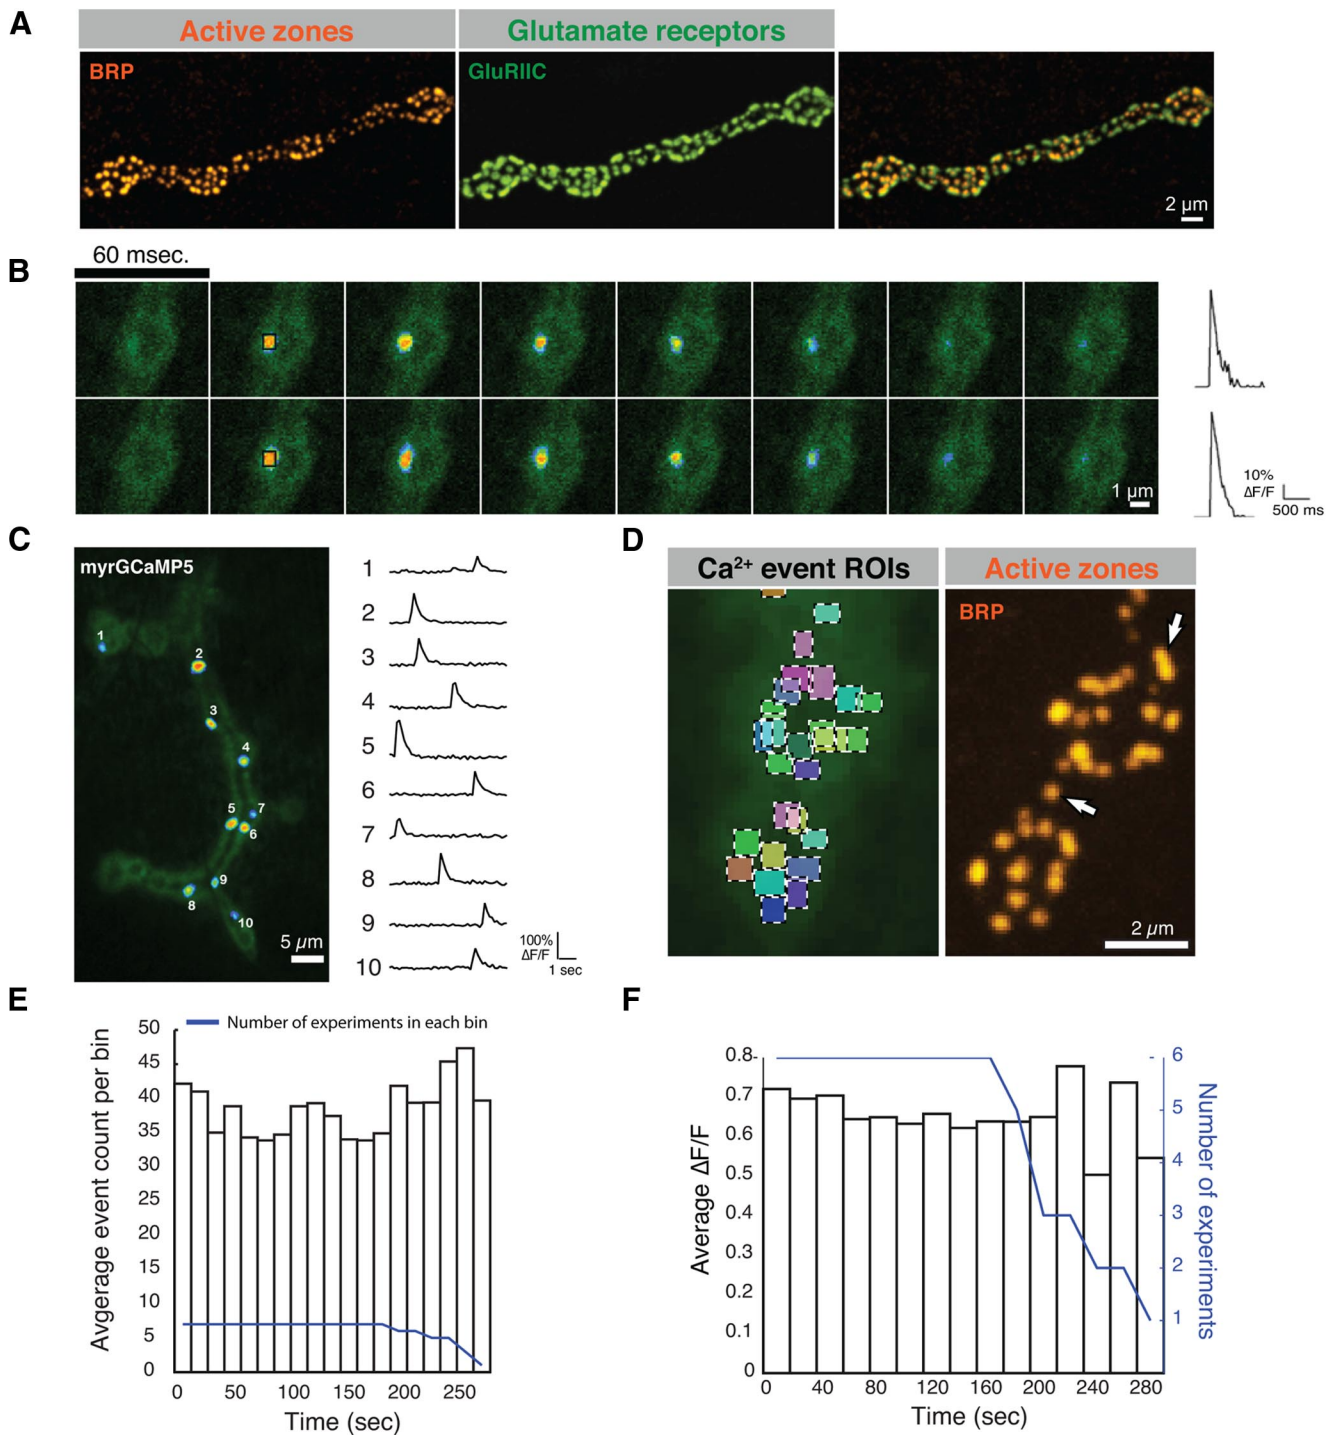 A
Active zones
Glutamate receptors
BRP
GluRIIC
2 µm
60 msec.
B
1 µm
10%
ΔF/F
500 ms
C
myrGCaMP5
1
2
3
4
5
7
6
9
8
10
5 µm
1
2
3
4
5
6
7
8
9
10
100%
ΔF/F
1 sec
D
Ca²⁺ event ROIs
Active zones
BRP
2 µm
E
Number of experiments in each bin
Avgerage event count per bin
50
45
40
35
30
25
20
15
10
5
0
0 50 100 150 200 250
Time (sec)
F
Average ΔF/F
0.8
0.7
0.6
0.5
0.4
0.3
0.2
0.1
0
6
5
4
3
2
1
Number of experiments
0 40 80 120 160 200 240 280
Time (sec)